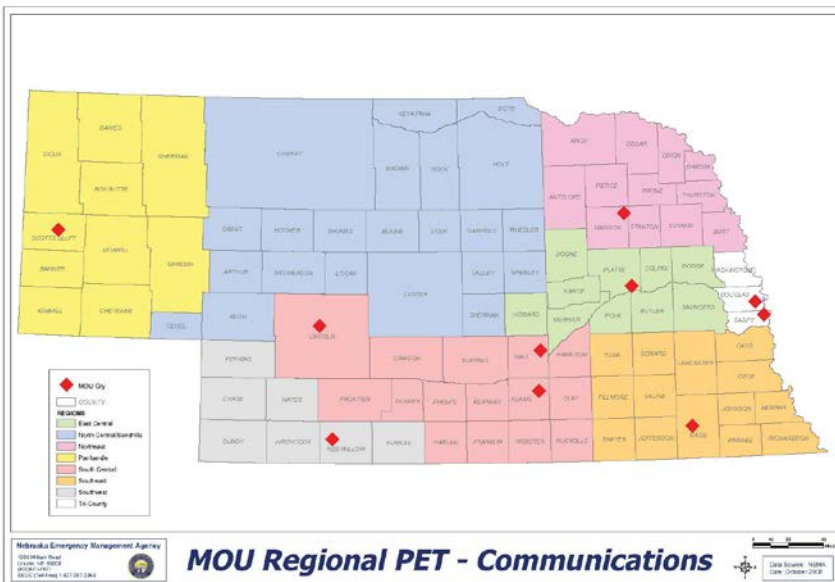 KEYA PAHA
BOYD
DAWES
SHERIDAN
SIOUX
CHERRY
BROWN
ROCK
HOLT
KNOX
CEDAR
DIXON
DAKOTA
BOX BUTTE
ANTELOPE
PIERCE
WAYNE
THURSTON
SCOTTS BLUFF
MORRILL
GARDEN
GRANT
HOOKER
THOMAS
BLAINE
LOUP
GARFIELD
WHEELER
MADISON
STANTON
CUMING
BURT
BANNER
ARTHUR
McPHERSON
LOGAN
CUSTER
VALLEY
GREELEY
BOONE
PLATTE
COLFAX
DODGE
WASHINGTON
KIMBALL
CHEYENNE
DEUEL
KEITH
LINCOLN
SHERMAN
HOWARD
NANCE
MERRICK
POLK
BUTLER
SAUNDERS
DOUGLAS
SARPY
PERKINS
DAWSON
BUFFALO
HALL
HAMILTON
YORK
SEWARD
LANCASTER
CASS
OTOE
CHASE
HAYES
FRONTIER
GOSPER
PHELPS
KEARNEY
ADAMS
CLAY
FILLMORE
SALINE
GAGE
JOHNSON
NEMAHA
DUNDY
HITCHCOCK
RED WILLOW
FURNAS
HARLAN
FRANKLIN
WEBSTER
NUCKOLLS
THAYER
JEFFERSON
PAWNEE
RICHARDSON
MOU City
COUNTY
REGIONS
East Central
North Central/Sandhills
Northeast
Panhandle
South Central
Southeast
Southwest
Tri-County
Nebraska Emergency Management Agency
MOU Regional PET - Communications
Data Source: NEMA
Date: October 2008